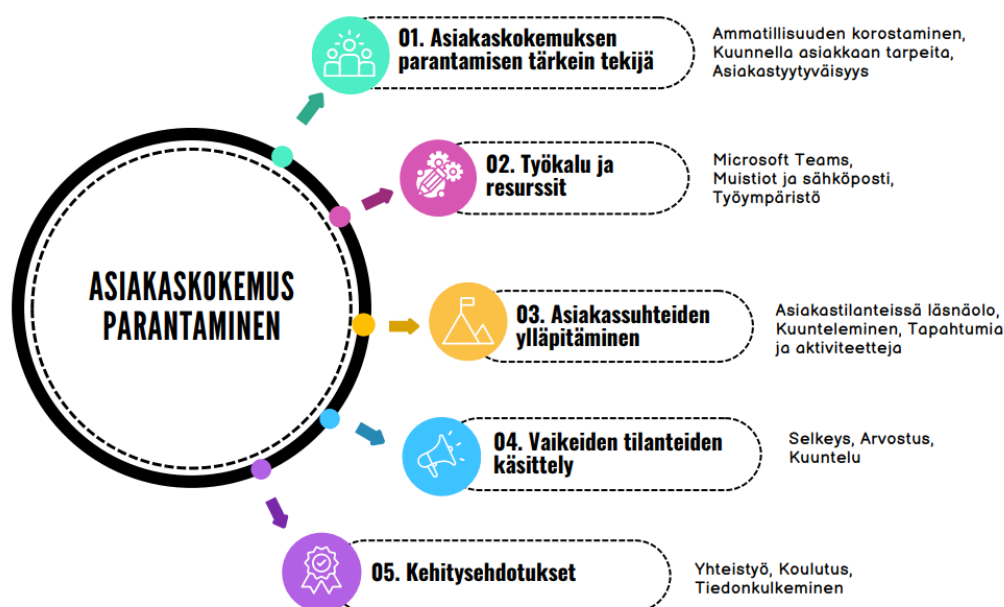 ASIAKASKOKEMUS
PARANTAMINEN
01. Asiakaskokemuksen
parantamisen tärkein tekijä
Ammatillisuuden korostaminen,
Kuunnella asiakkaan tarpeita,
Asiakastyytyväisyys
02. Työkalu ja
resurssit
Microsoft Teams,
Muistiot ja sähköposti,
Työympäristö
03. Asiakassuhteiden
ylläpitäminen
Asiakastilanteissä läsnäolo,
Kuunteleminen, Tapahtumia
ja aktiviteetteja
04. Vaikeiden tilanteiden
käsittely
Selkeys, Arvostus,
Kuuntelu
05. Kehitysehdotukset
Yhteistyö, Koulutus,
Tiedonkulkeminen